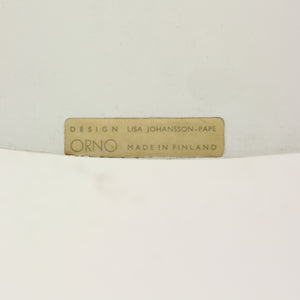 DESIGN LISA JOHANSSON-PAPE
ORNO MADE IN FINLAND